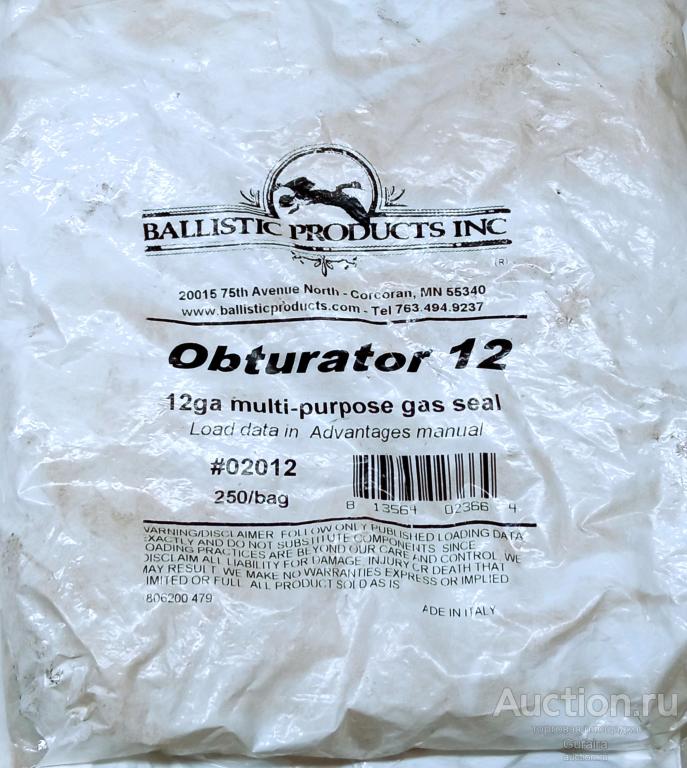 BALLISTIC PRODUCTS INC
(R)
20015 75th Avenue North - Corcoran, MN 55340
www.ballisticproducts.com - Tel 763.494.9237
Obturator 12
12ga multi-purpose gas seal
Load data in Advantages manual
#02012
250/bag
8 13564 02366 4
WARNING/DISCLAIMER FOLLOW ONLY PUBLISHED LOADING DATA
EXACTLY AND DO NOT SUBSTITUTE COMPONENTS SINCE
OADING PRACTICES ARE BEYOND OUR CARE AND CONTROL, WE
DISCLAIM ALL LIABILITY FOR DAMAGE, INJURY OR DEATH THAT
MAY RESULT WE MAKE NO WARRANTIES EXPRESS OR IMPLIED
IMITED OR FULL ALL PRODUCT SOLD AS IS
806200 479
ADE IN ITALY
Auction.ru
Guralia